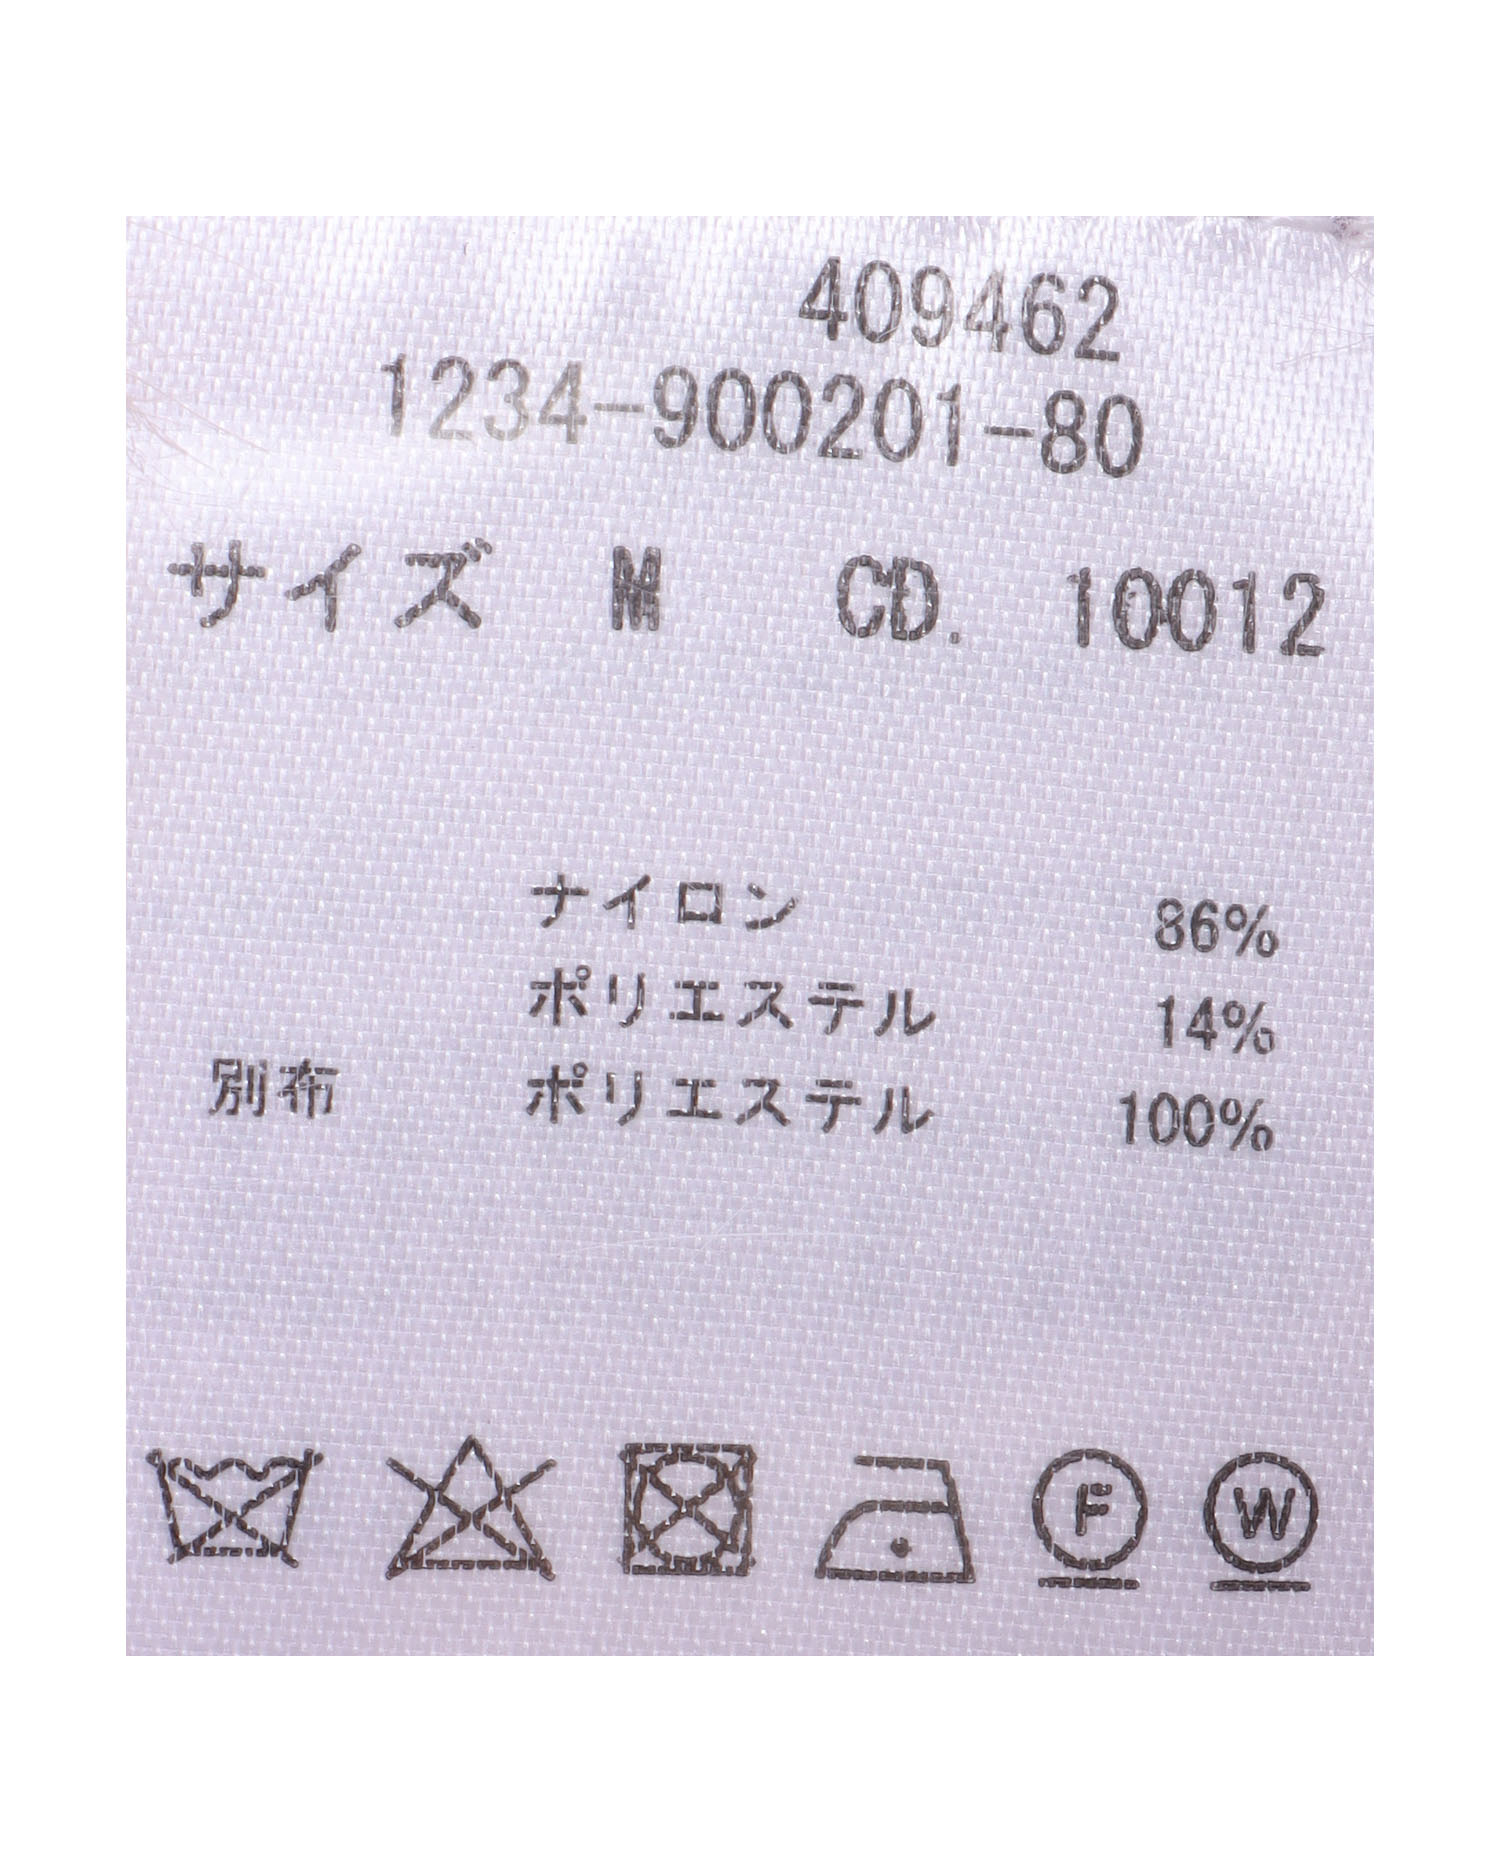 409462
1234-900201-80
サイズ M CD. 10012
ナイロン 86%
ポリエステル 14%
別布 ポリエステル 100%
F W